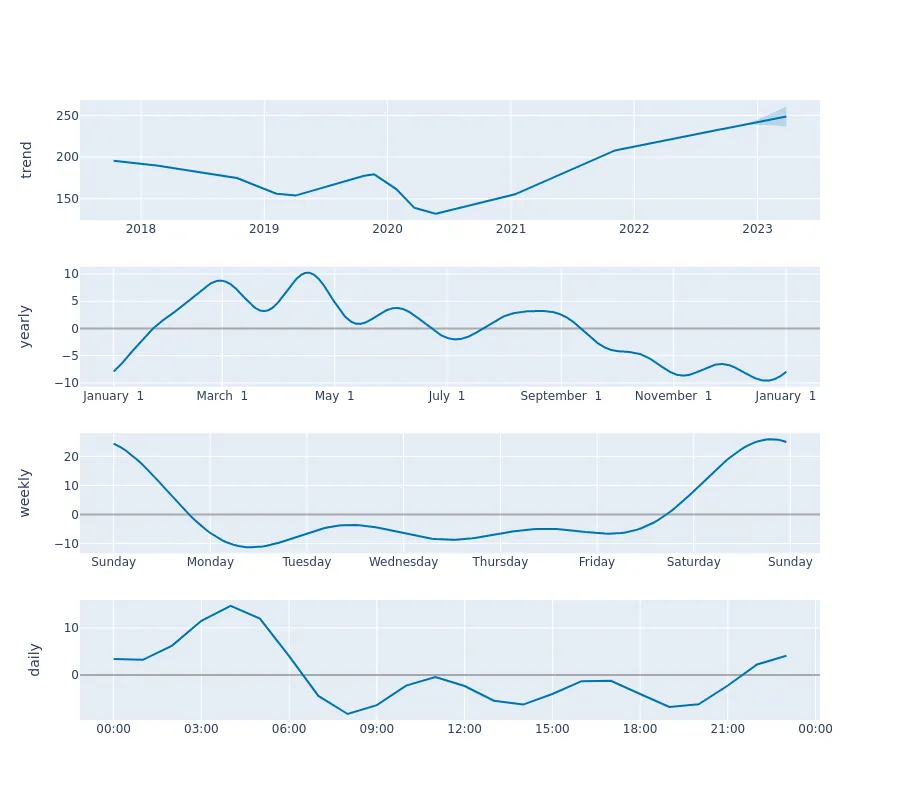 trend
250
200
150
2018 2019 2020 2021 2022 2023
yearly
10
5
0
−5
−10
January 1 March 1 May 1 July 1 September 1 November 1 January 1
weekly
20
10
0
−10
Sunday Monday Tuesday Wednesday Thursday Friday Saturday Sunday
daily
10
0
00:00 03:00 06:00 09:00 12:00 15:00 18:00 21:00 00:00